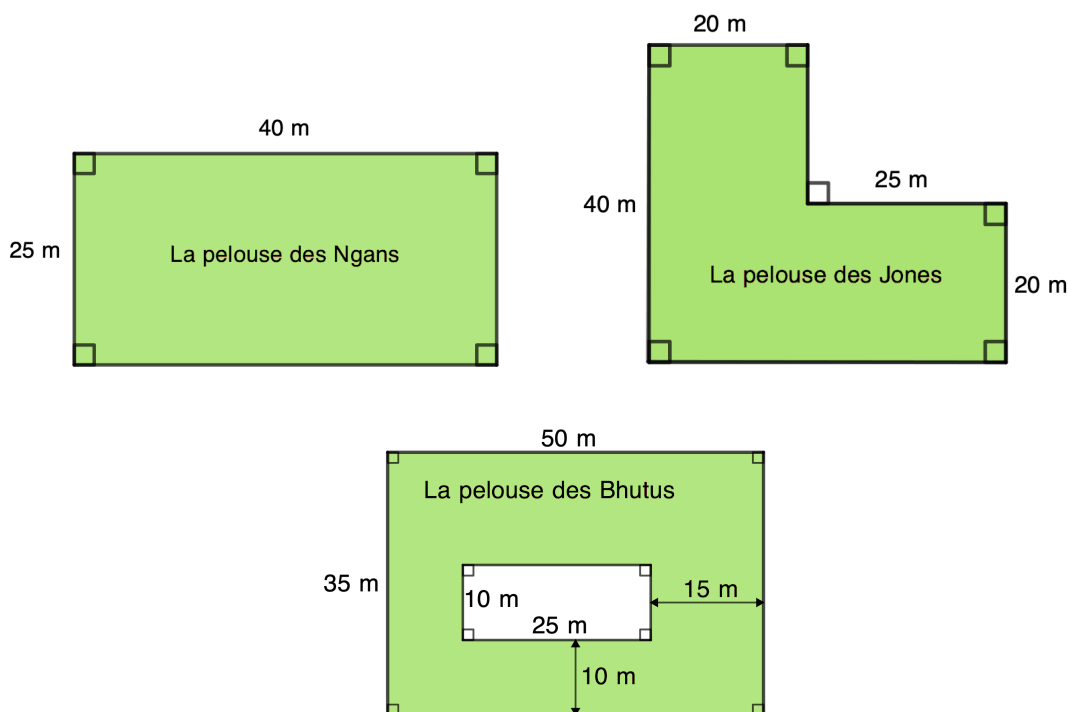 20 m
40 m
25 m
La pelouse des Ngans
25 m
40 m
La pelouse des Jones
20 m
50 m
La pelouse des Bhutus
35 m
10 m
25 m
15 m
10 m